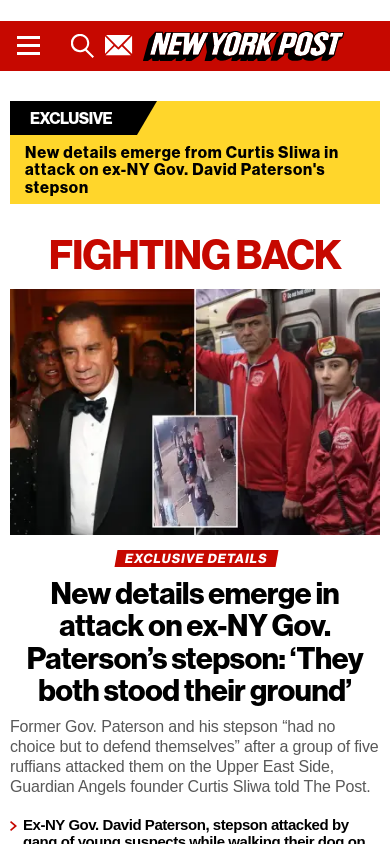 NEW YORK POST
EXCLUSIVE
New details emerge from Curtis Sliwa in
attack on ex-NY Gov. David Paterson's
stepson
FIGHTING BACK
EXCLUSIVE DETAILS
New details emerge in
attack on ex-NY Gov.
Paterson’s stepson: ‘They
both stood their ground’
Former Gov. Paterson and his stepson “had no
choice but to defend themselves” after a group of five
ruffians attacked them on the Upper East Side,
Guardian Angels founder Curtis Sliwa told The Post.
Ex-NY Gov. David Paterson, stepson attacked by
gang of young suspects while walking their dog on